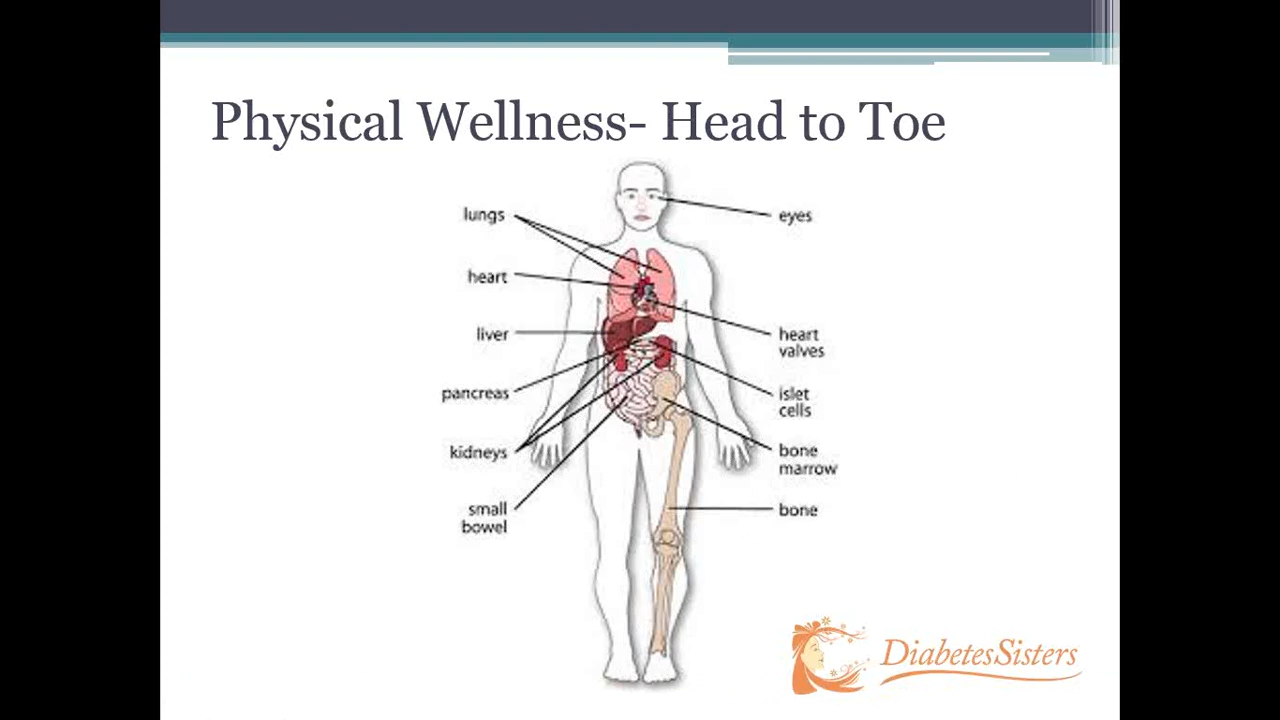 Physical Wellness- Head to Toe
lungs
heart
liver
pancreas
kidneys
small
bowel
eyes
heart
valves
islet
cells
bone
marrow
bone
DiabetesSisters